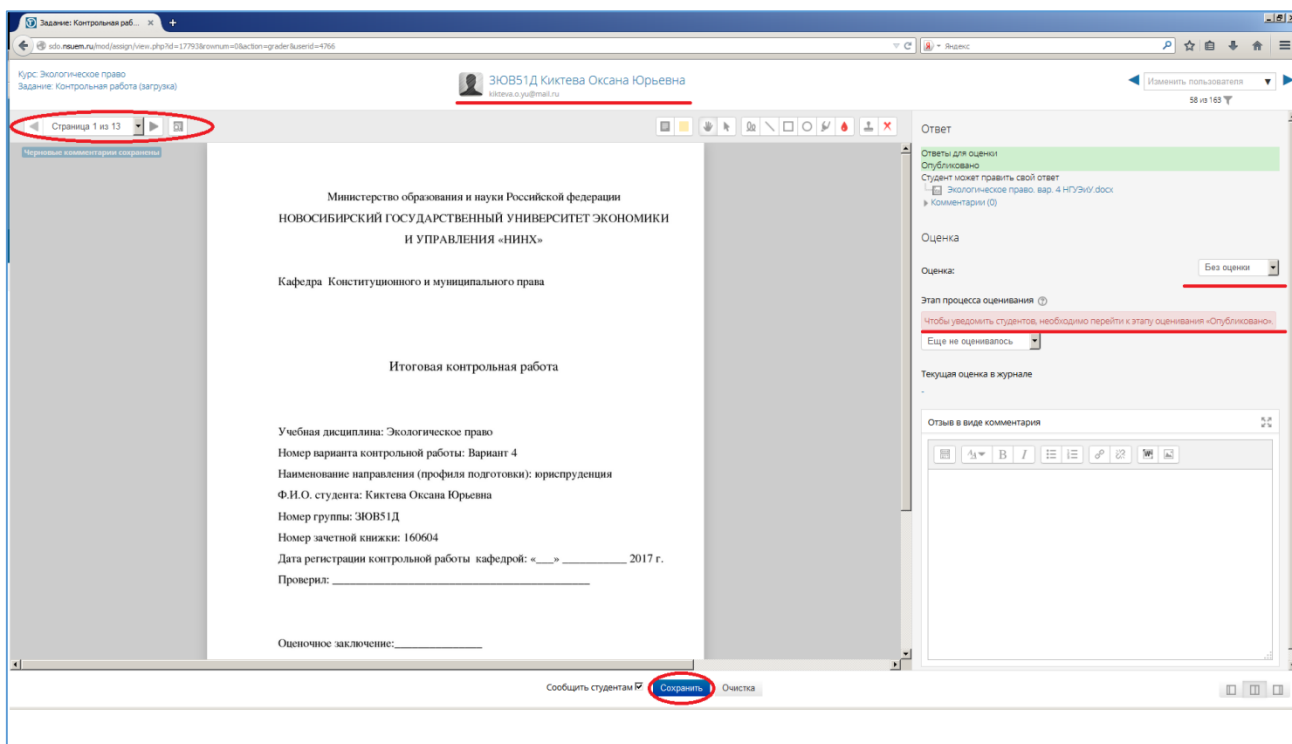 Задание: Контрольная раб...
sdo.nsuem.ru/mod/assign/view.php?id=17793&rownum=0&action=grader&userid=4766
Яндекс
Курс: Экологическое право
Задание: Контрольная работа (загрузка)
ЗЮВ51Д Киктева Оксана Юрьевна
kikteva.o.yu@mail.ru
Изменить пользователя
58 из 163
Страница 1 из 13
Черновые комментарии сохранены
Министерство образования и науки Российской федерации
НОВОСИБИРСКИЙ ГОСУДАРСТВЕННЫЙ УНИВЕРСИТЕТ ЭКОНОМИКИ
И УПРАВЛЕНИЯ «НИНХ»
Кафедра Конституционного и муниципального права
Итоговая контрольная работа
Учебная дисциплина: Экологическое право
Номер варианта контрольной работы: Вариант 4
Наименование направления (профиля подготовки): юриспруденция
Ф.И.О. студента: Киктева Оксана Юрьевна
Номер группы: ЗЮВ51Д
Номер зачетной книжки: 160604
Дата регистрации контрольной работы кафедрой: «___» ___________ 2017 г.
Проверил: ____________________________________________
Оценочное заключение:_______________
Ответ
Ответы для оценки
Опубликовано
Студент может править свой ответ
Экологическое право. вар. 4 НГУЭиУ.docx
Комментарии (0)
Оценка
Оценка:
Без оценки
Этап процесса оценивания
Чтобы уведомить студентов, необходимо перейти к этапу оценивания «Опубликовано».
Еще не оценивалось
Текущая оценка в журнале
-
Отзыв в виде комментария
Сообщить студентам
Сохранить
Очистка